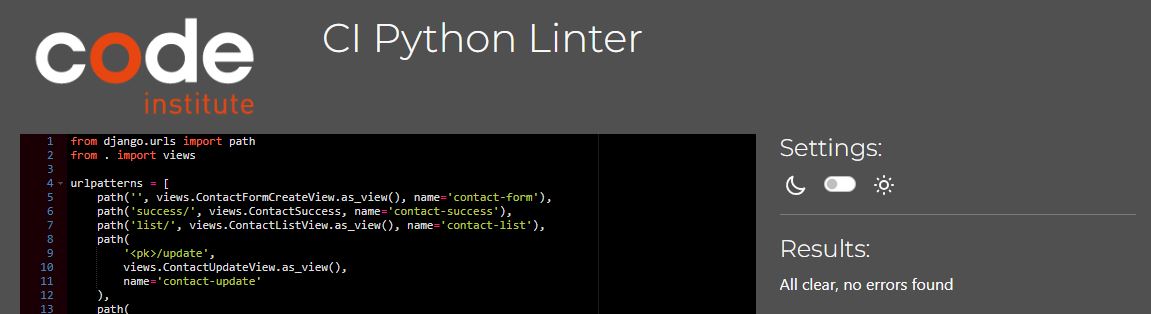 code
institute
CI Python Linter
1 from django.urls import path
2 from . import views
3
4 urlpatterns = [
5     path('', views.ContactFormCreateView.as_view(), name='contact-form'),
6     path('success/', views.ContactSuccess, name='contact-success'),
7     path('list/', views.ContactListView.as_view(), name='contact-list'),
8     path(
9         '<pk>/update',
10         views.ContactUpdateView.as_view(),
11         name='contact-update'
12     ),
13     path(
Settings:
Results:
All clear, no errors found